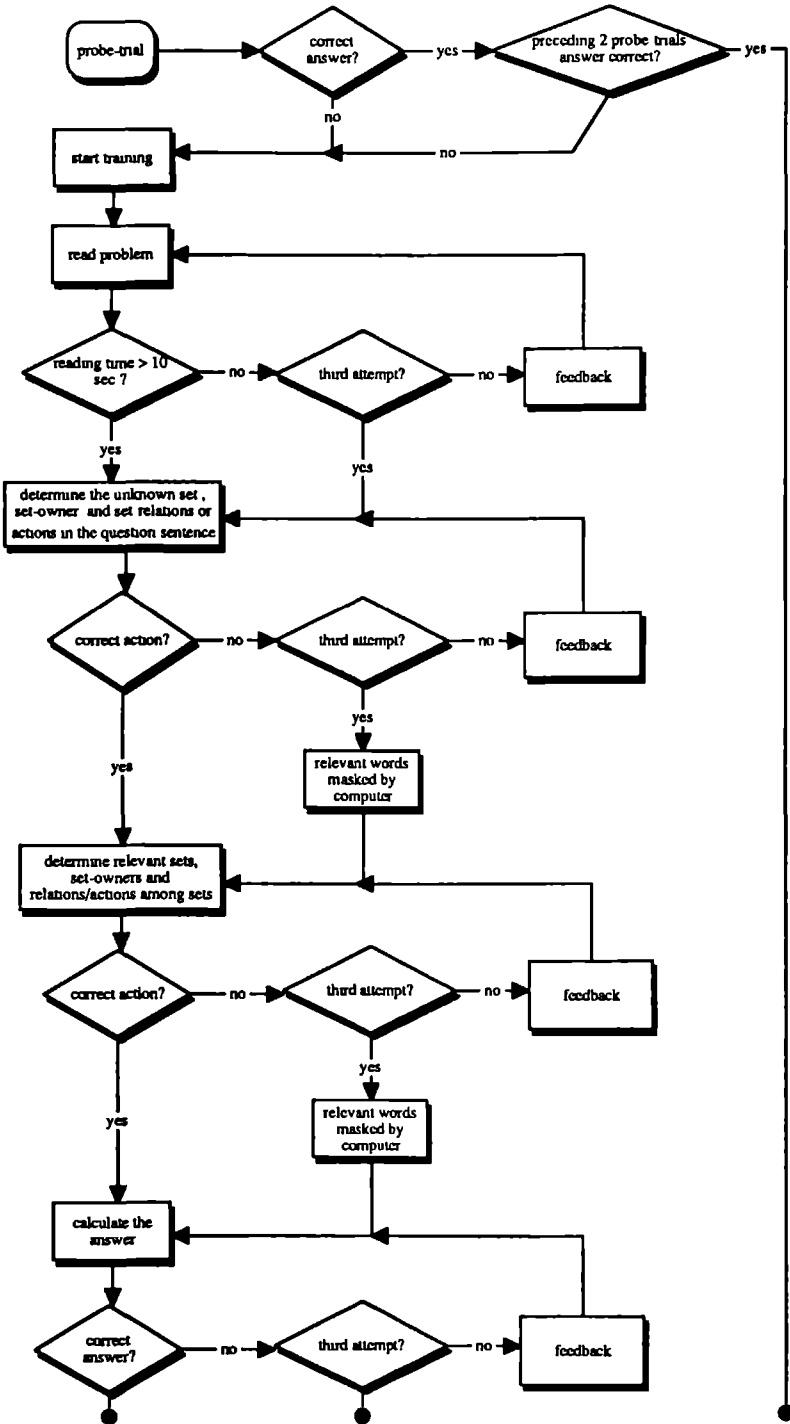 probe-trial
correct
answer?
yes
preceding 2 probe trials
answer correct?
yes
no
no
start training
read problem
reading time > 10
sec ?
no
third attempt?
no
feedback
yes
yes
determine the unknown set ,
set-owner and set relations or
actions in the question sentence
correct action?
no
third attempt?
no
feedback
yes
yes
relevant words
masked by
computer
determine relevant sets,
set-owners and
relations/actions among sets
correct action?
no
third attempt?
no
feedback
yes
yes
relevant words
masked by
computer
calculate the
answer
correct
answer?
no
third attempt?
no
feedback